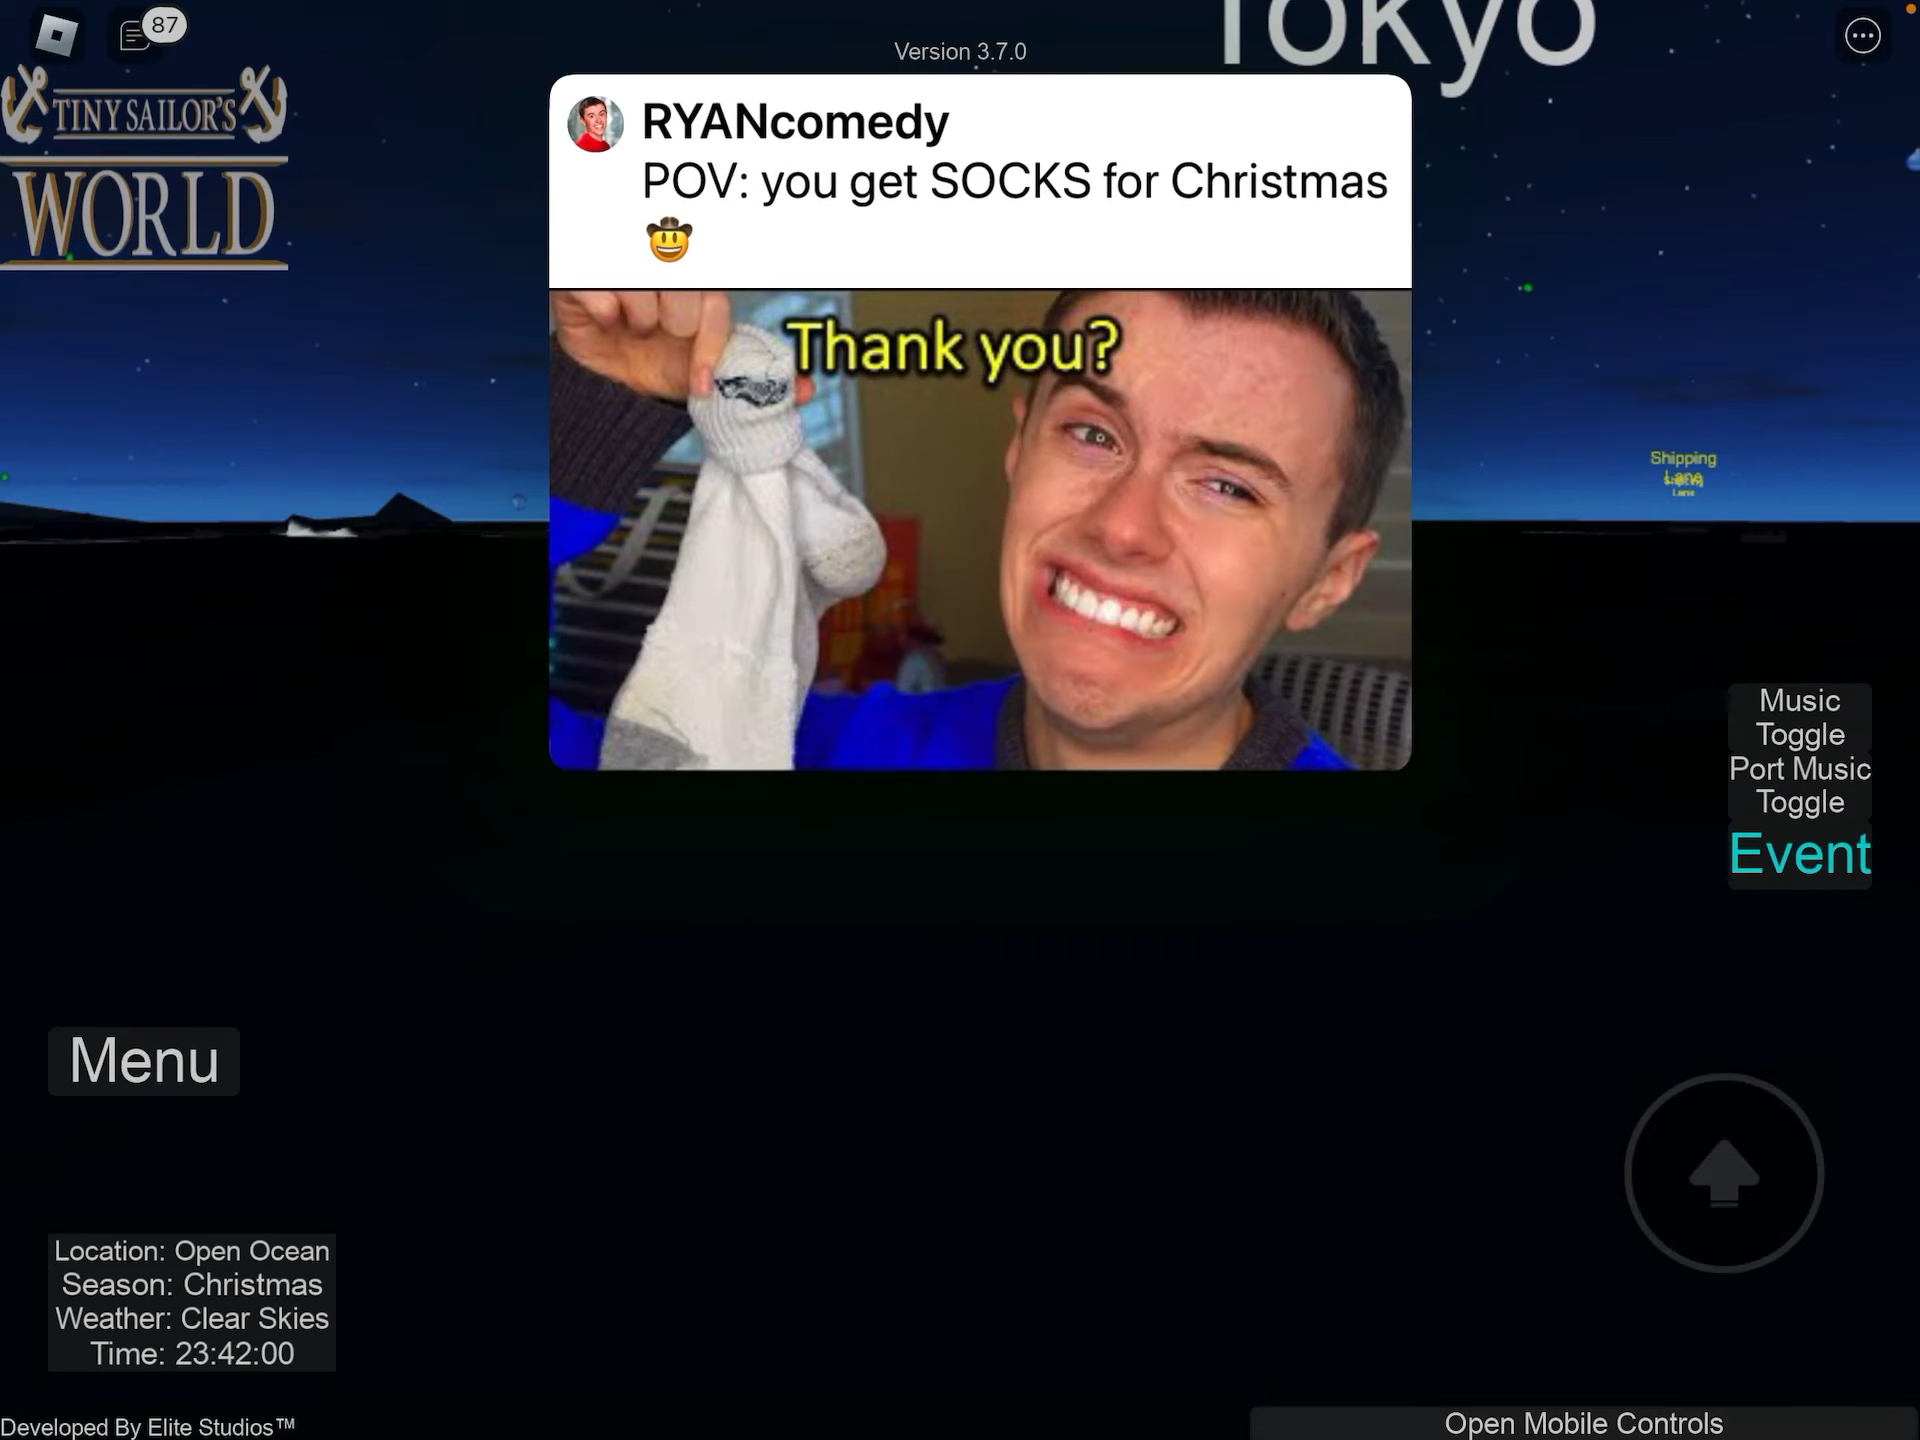 87
Version 3.7.0
Tokyo
TINY SAILOR'S
WORLD
RYANcomedy
POV: you get SOCKS for Christmas
🤠
Thank you?
Shipping
Lane
Lane
Music
Toggle
Port Music
Toggle
Event
Menu
Location: Open Ocean
Season: Christmas
Weather: Clear Skies
Time: 23:42:00
Developed By Elite Studios™
Open Mobile Controls